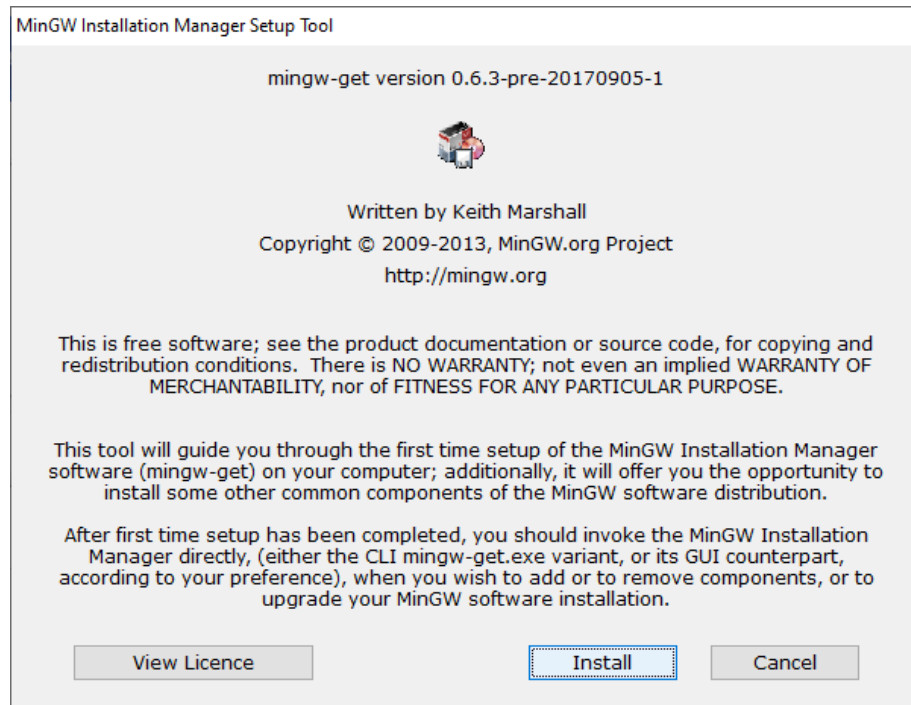 MinGW Installation Manager Setup Tool
mingw-get version 0.6.3-pre-20170905-1
Written by Keith Marshall
Copyright © 2009-2013, MinGW.org Project
http://mingw.org
This is free software; see the product documentation or source code, for copying and
redistribution conditions.  There is NO WARRANTY; not even an implied WARRANTY OF
MERCHANTABILITY, nor of FITNESS FOR ANY PARTICULAR PURPOSE.
This tool will guide you through the first time setup of the MinGW Installation Manager
software (mingw-get) on your computer; additionally, it will offer you the opportunity to
install some other common components of the MinGW software distribution.
After first time setup has been completed, you should invoke the MinGW Installation
Manager directly, (either the CLI mingw-get.exe variant, or its GUI counterpart,
according to your preference), when you wish to add or to remove components, or to
upgrade your MinGW software installation.
View Licence Install Cancel